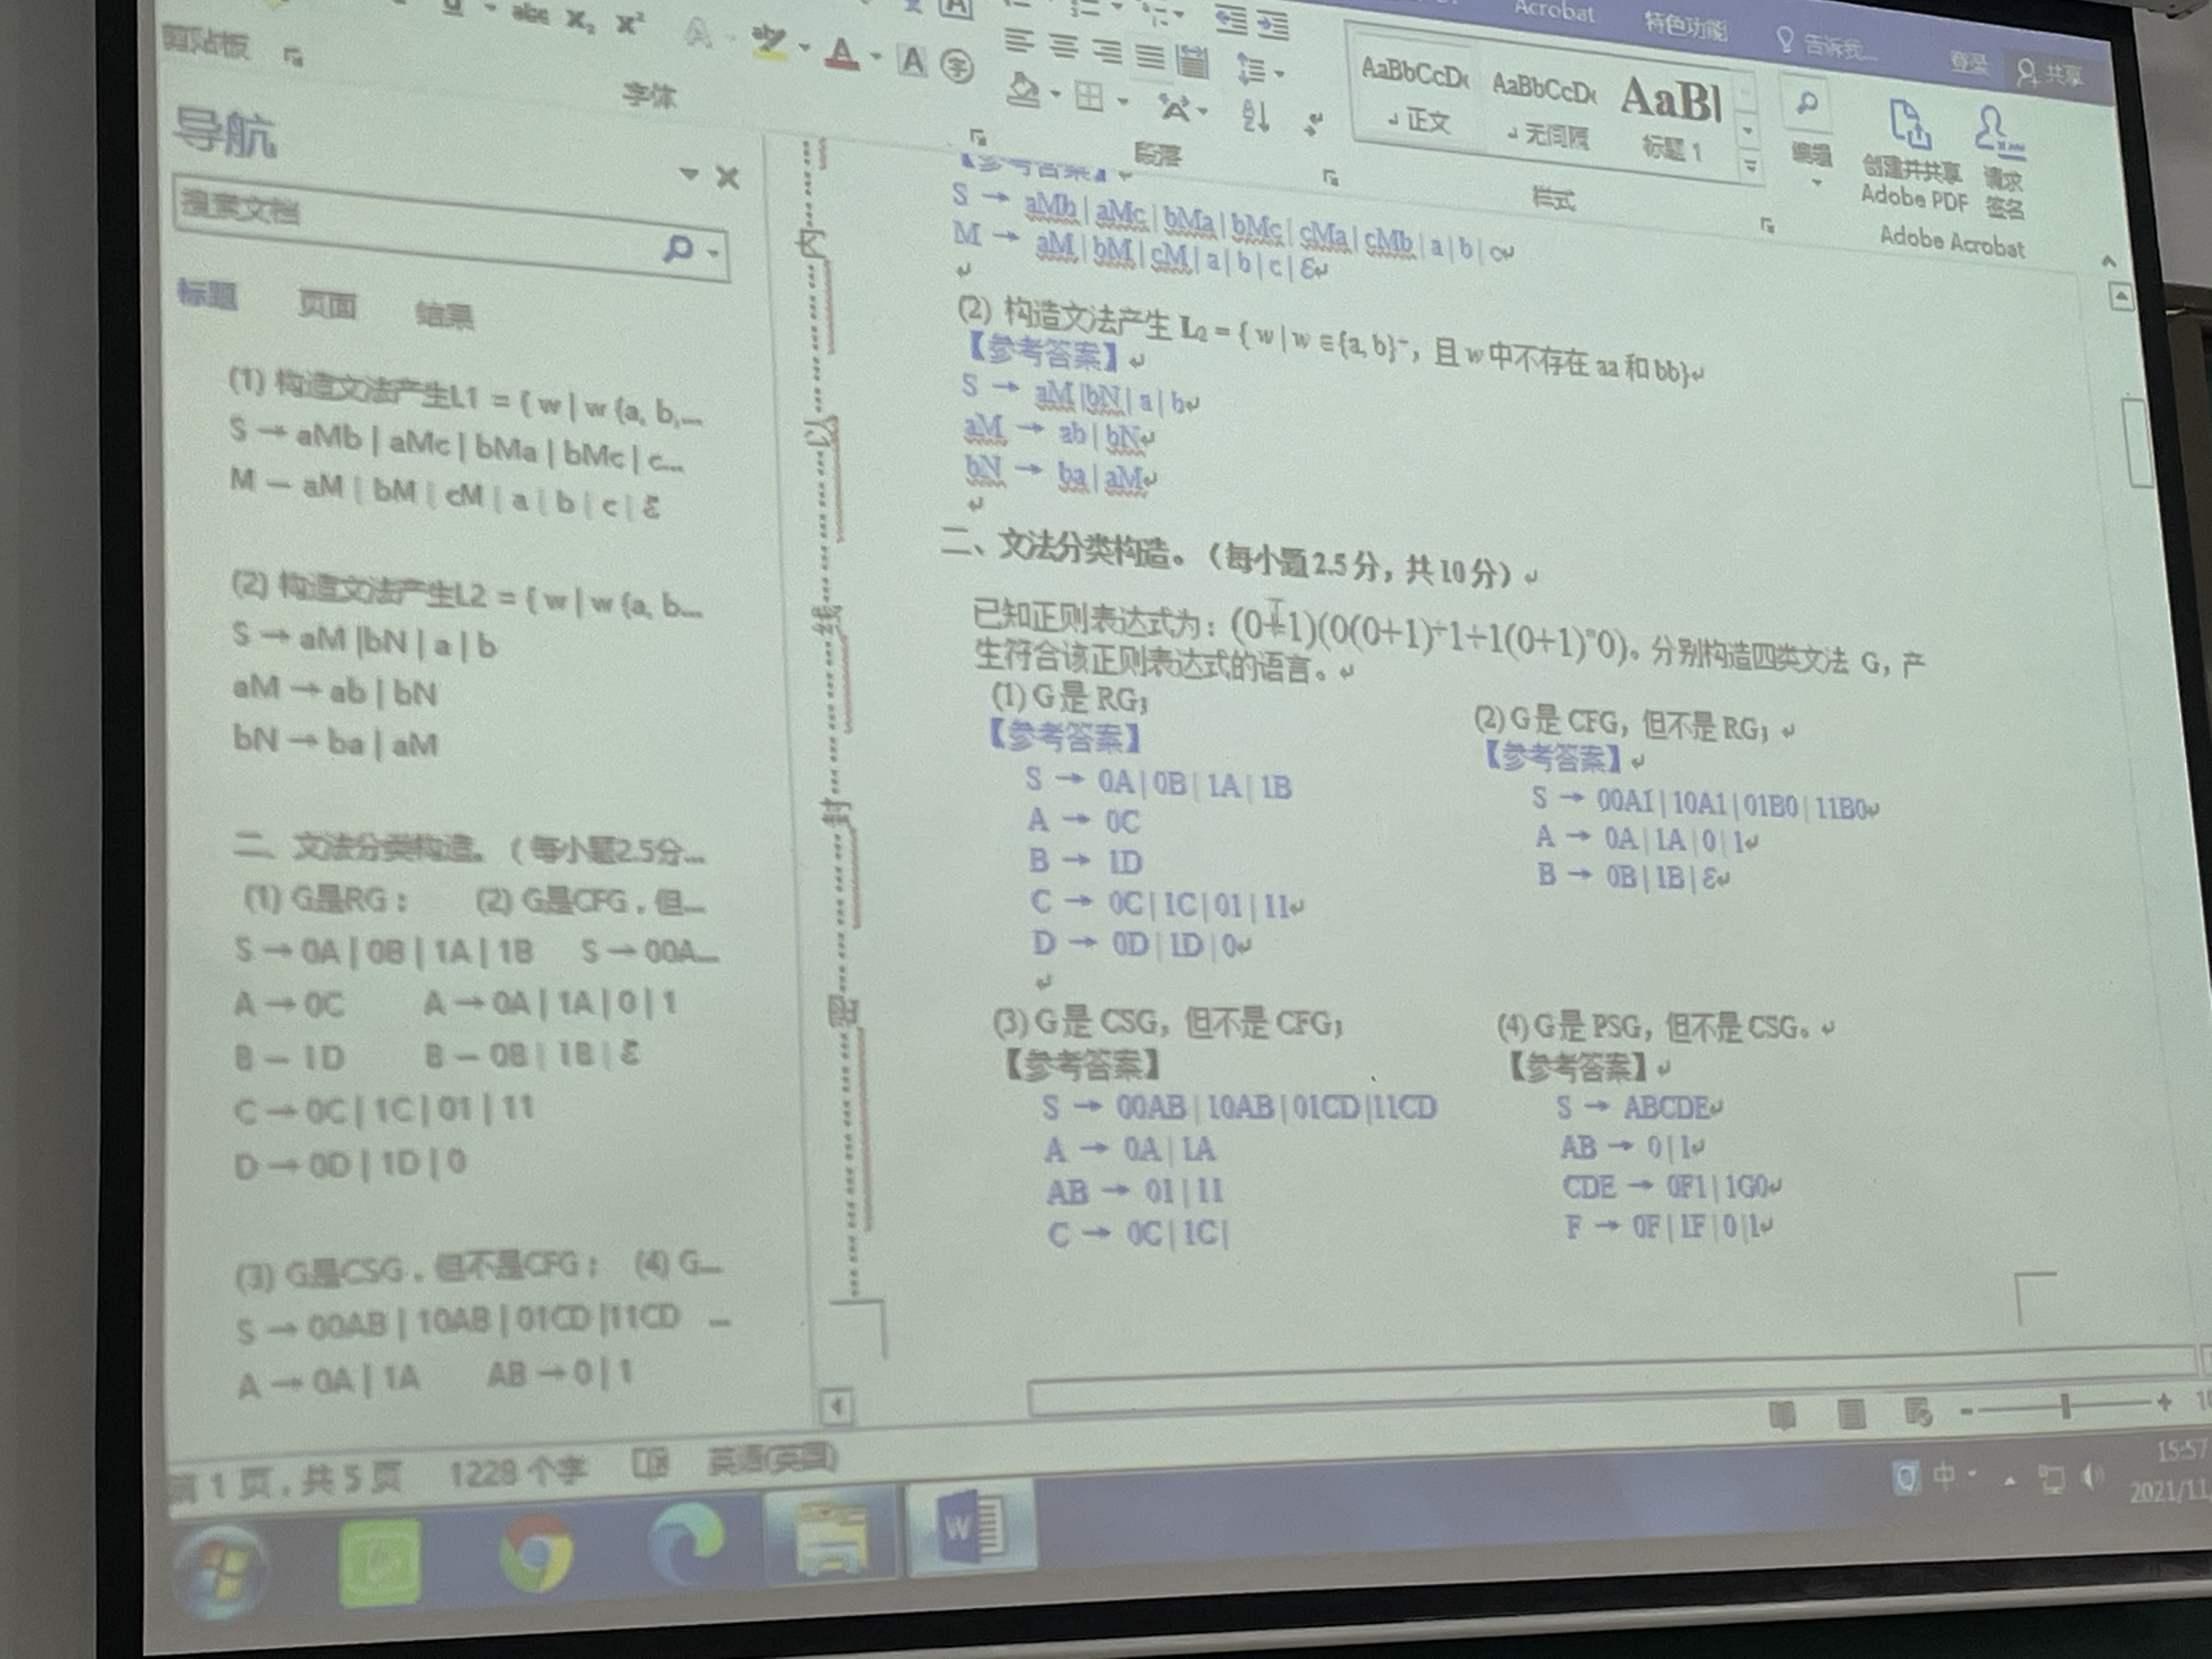 Acrobat 特色功能 告诉我... 登录 共享
剪贴板 字体 段落 样式
AaBbCcDd AaBbCcDd AaBl
正文 无间隔 标题 1
编辑 创建并共享 Adobe PDF 请求签名
Adobe Acrobat
导航
搜索文档
标题 页面 结果
(1) 构造文法产生L1 = { w | w {a, b,...
S → aMb | aMc | bMa | bMc | c...
M → aM | bM | cM | a | b | c | ε
(2) 构造文法产生L2 = { w | w {a, b...
S → aM |bN | a | b
aM → ab | bN
bN → ba | aM
二、文法分类构造。（每小题2.5分...
(1) G是RG； (2) G是CFG，但...
S → 0A | 0B | 1A | 1B S → 00A...
A → 0C A → 0A | 1A | 0 | 1
B → 1D B → 0B | 1B | ε
C → 0C | 1C | 01 | 11
D → 0D | 1D | 0
(3) G是CSG，但不是CFG； (4) G...
S → 00AB | 10AB | 01CD |11CD ...
A → 0A | 1A AB → 0 | 1
内
以
线
封
密
【参考答案】
S → aMb | aMc | bMa | bMc | cMa | cMb | a | b | c
M → aM | bM | cM | a | b | c | ε
(2) 构造文法产生 L₂ = { w | w ∈{a, b}⁺，且 w 中不存在 aa 和 bb}
【参考答案】
S → aM |bN | a | b
aM → ab | bN
bN → ba | aM
二、文法分类构造。（每小题 2.5 分，共 10 分）
已知正则表达式为：(0+1)(0(0+1)⁺1+1(0+1)*0)。分别构造四类文法 G，产
生符合该正则表达式的语言。
(1) G 是 RG；
【参考答案】
S → 0A | 0B | 1A | 1B
A → 0C
B → 1D
C → 0C | 1C | 01 | 11
D → 0D | 1D | 0
(2) G 是 CFG，但不是 RG；
【参考答案】
S → 00A1 | 10A1 | 01B0 | 11B0
A → 0A | 1A | 0 | 1
B → 0B | 1B | ε
(3) G 是 CSG，但不是 CFG；
【参考答案】
S → 00AB | 10AB | 01CD |11CD
A → 0A | 1A
AB → 01 | 11
C → 0C | 1C |
(4) G 是 PSG，但不是 CSG。
【参考答案】
S → ABCDE
AB → 0 | 1
CDE → 0F1 | 1G0
F → 0F | 1F | 0 | 1
第 1 页，共 5 页 1228 个字 英语(英国)
中
15:57
2021/11/